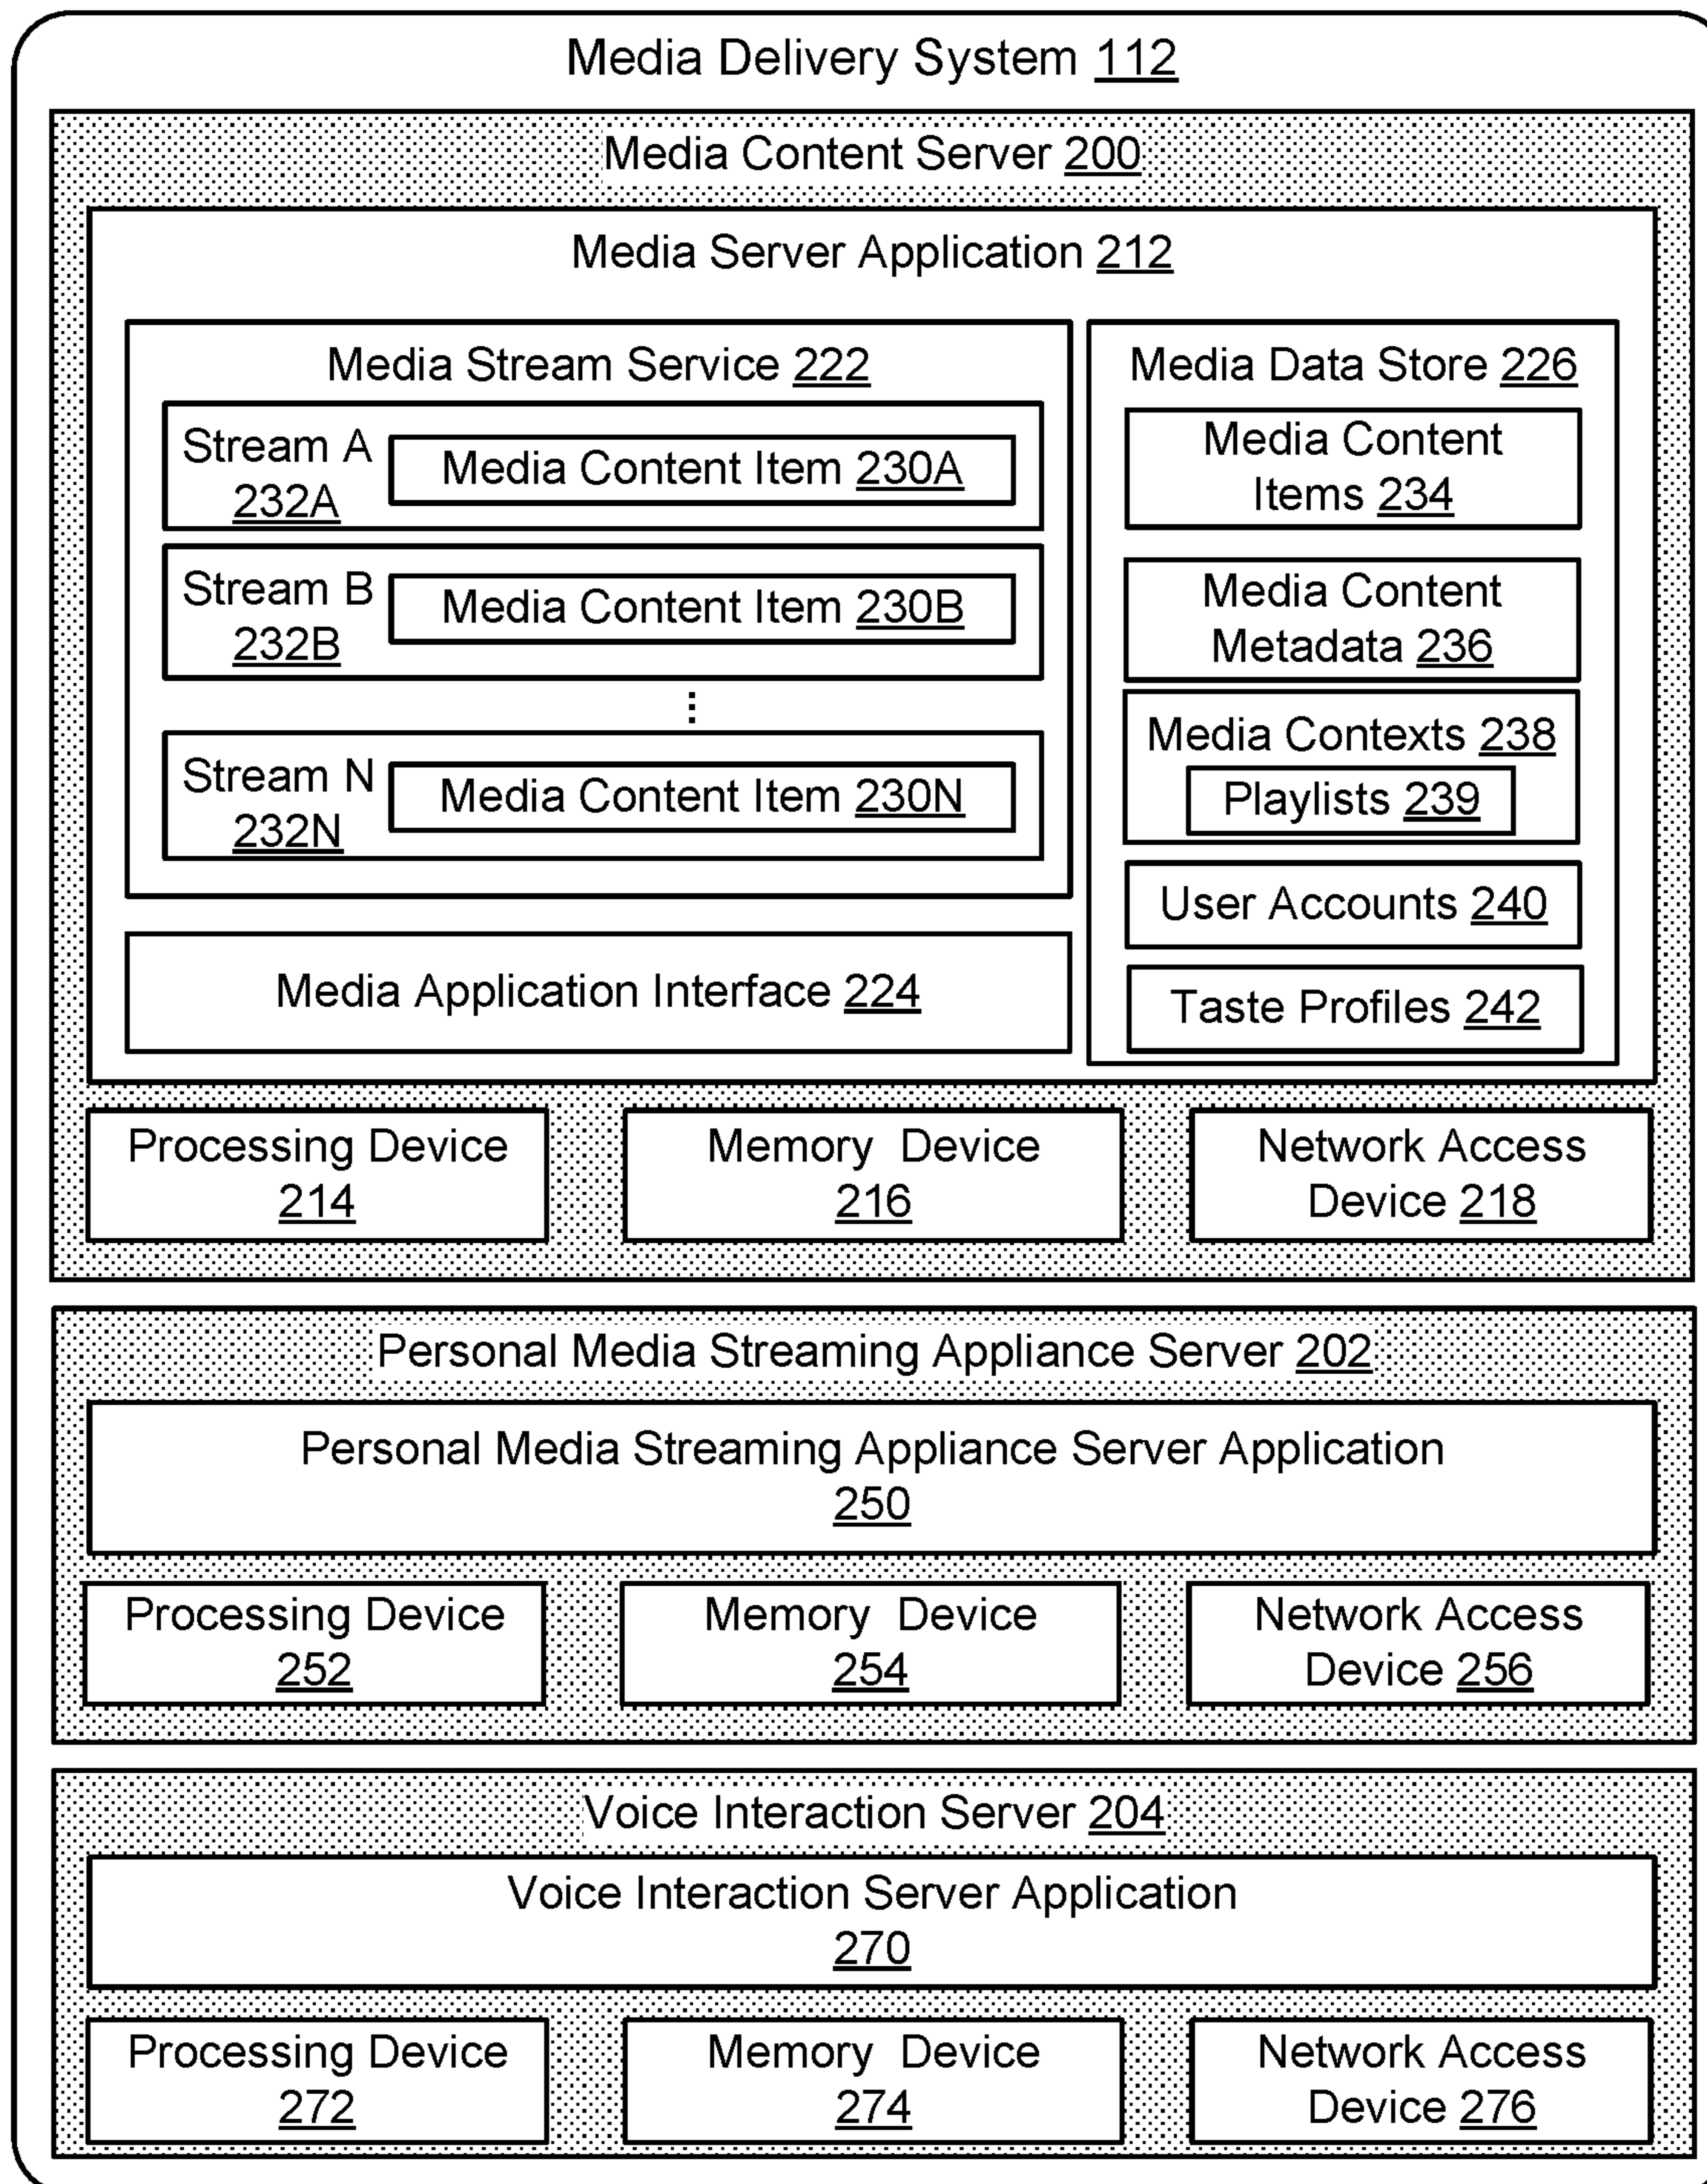 Media Delivery System 112
Media Content Server 200
Media Server Application 212
Media Stream Service 222
Stream A
232A
Media Content Item 230A
Stream B
232B
Media Content Item 230B
⋮
Stream N
232N
Media Content Item 230N
Media Application Interface 224
Media Data Store 226
Media Content
Items 234
Media Content
Metadata 236
Media Contexts 238
Playlists 239
User Accounts 240
Taste Profiles 242
Processing Device
214
Memory Device
216
Network Access
Device 218
Personal Media Streaming Appliance Server 202
Personal Media Streaming Appliance Server Application
250
Processing Device
252
Memory Device
254
Network Access
Device 256
Voice Interaction Server 204
Voice Interaction Server Application
270
Processing Device
272
Memory Device
274
Network Access
Device 276